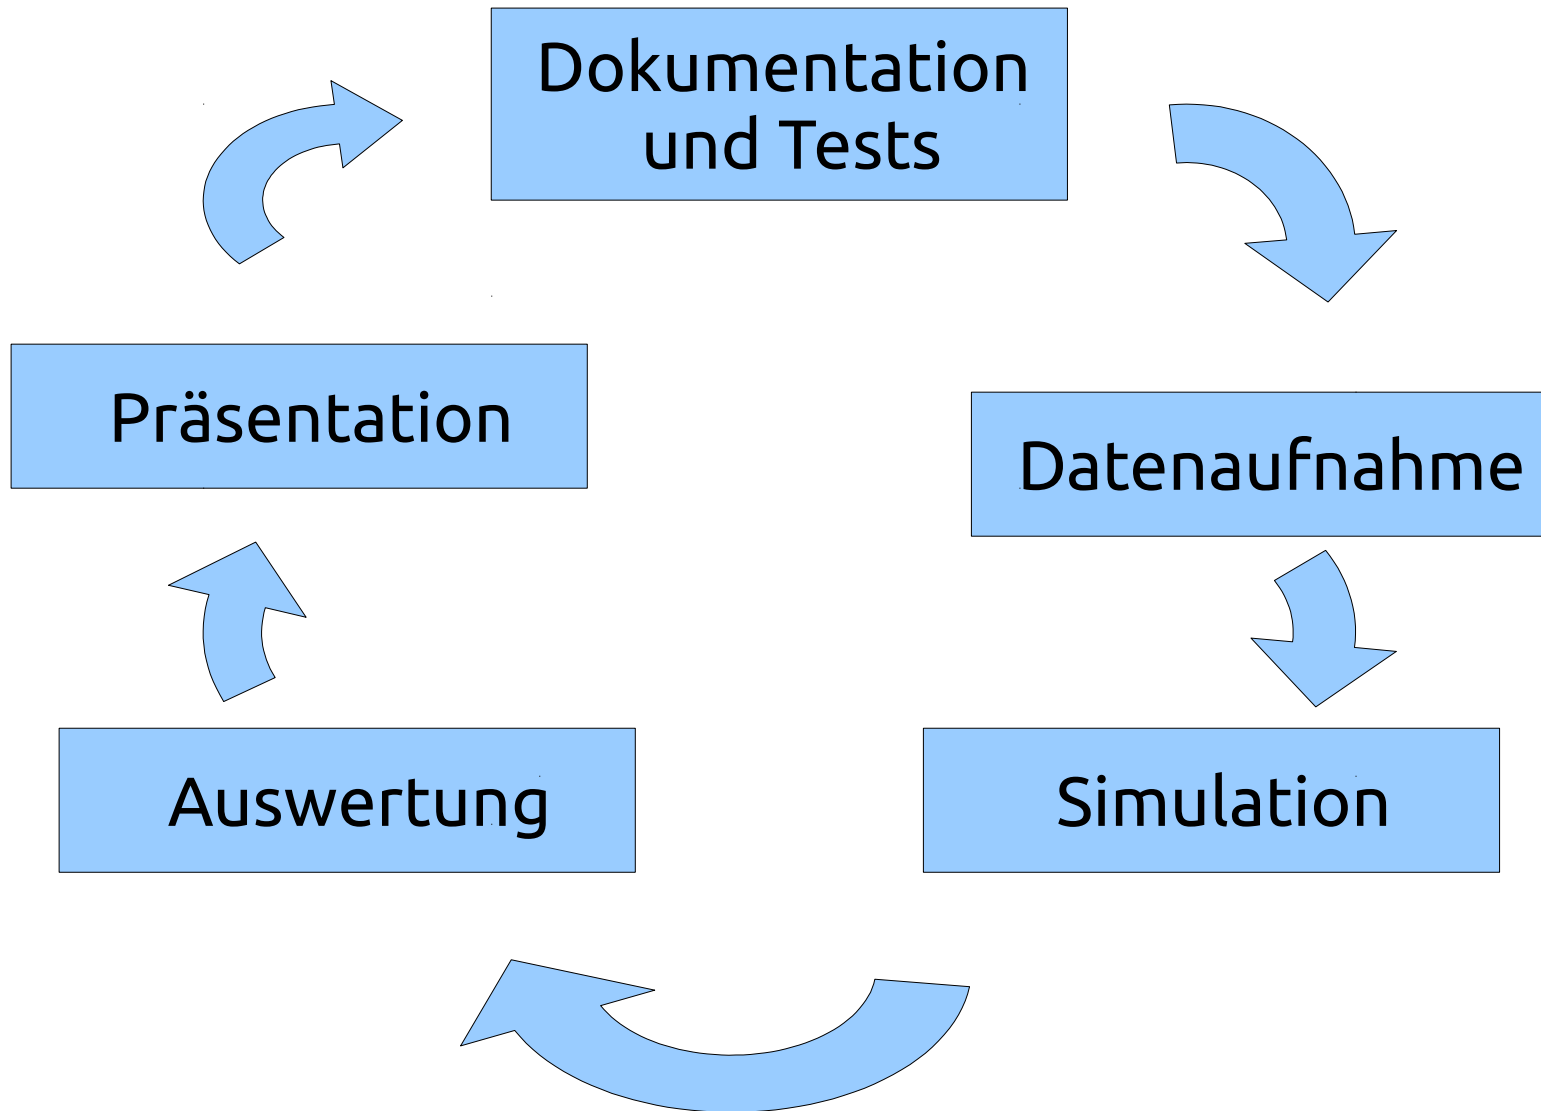 Dokumentation
und Tests
Präsentation
Datenaufnahme
Auswertung
Simulation